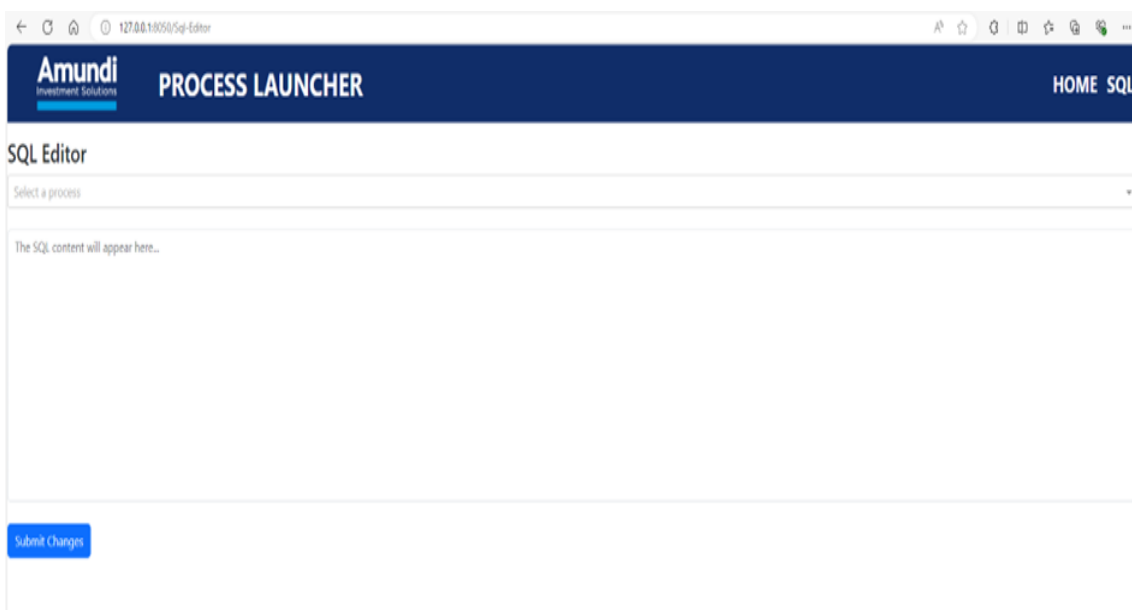 127.0.0.1:8050/Sql-Editor
Amundi
Investment Solutions
PROCESS LAUNCHER
HOME SQL
SQL Editor
Select a process
The SQL content will appear here...
Submit Changes